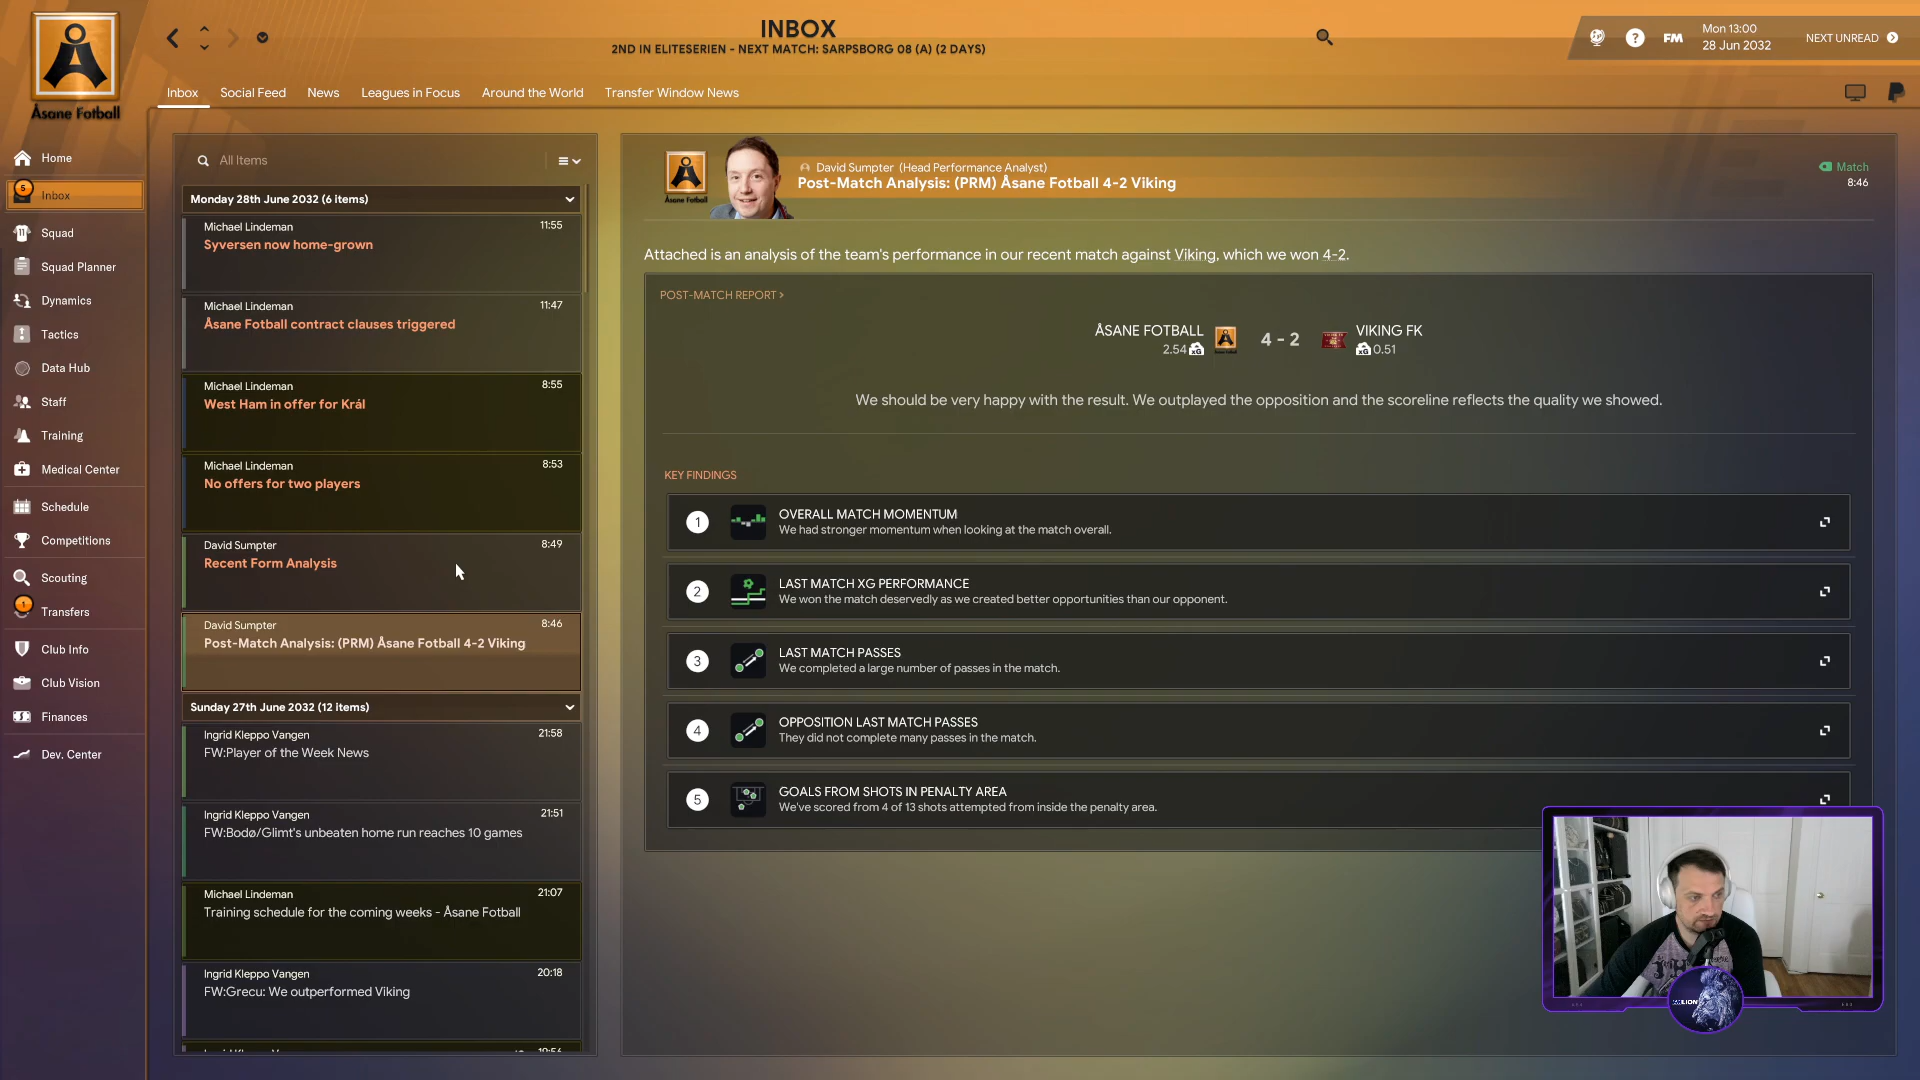 INBOX
2ND IN ELITESERIEN - NEXT MATCH: SARPSBORG 08 (A) (2 DAYS)
FM
Mon 13:00
28 Jun 2032
NEXT UNREAD
Åsane Fotball
Inbox
Social Feed
News
Leagues in Focus
Around the World
Transfer Window News
Home
5
Inbox
Squad
Squad Planner
Dynamics
Tactics
Data Hub
Staff
Training
Medical Center
Schedule
Competitions
Scouting
1
Transfers
Club Info
Club Vision
Finances
Dev. Center
All Items
Monday 28th June 2032 (6 items)
Michael Lindeman 11:55
Syversen now home-grown
Michael Lindeman 11:47
Åsane Fotball contract clauses triggered
Michael Lindeman 8:55
West Ham in offer for Král
Michael Lindeman 8:53
No offers for two players
David Sumpter 8:49
Recent Form Analysis
David Sumpter 8:46
Post-Match Analysis: (PRM) Åsane Fotball 4-2 Viking
Sunday 27th June 2032 (12 items)
Ingrid Kleppo Vangen 21:58
FW:Player of the Week News
Ingrid Kleppo Vangen 21:51
FW:Bodø/Glimt's unbeaten home run reaches 10 games
Michael Lindeman 21:07
Training schedule for the coming weeks - Åsane Fotball
Ingrid Kleppo Vangen 20:18
FW:Grecu: We outperformed Viking
Åsane Fotball
David Sumpter (Head Performance Analyst)
Post-Match Analysis: (PRM) Åsane Fotball 4-2 Viking
Match
8:46
Attached is an analysis of the team's performance in our recent match against Viking, which we won 4-2.
POST-MATCH REPORT >
ÅSANE FOTBALL 4 - 2 VIKING FK
2.54 xG xG 0.51
We should be very happy with the result. We outplayed the opposition and the scoreline reflects the quality we showed.
KEY FINDINGS
1
OVERALL MATCH MOMENTUM
We had stronger momentum when looking at the match overall.
2
LAST MATCH XG PERFORMANCE
We won the match deservedly as we created better opportunities than our opponent.
3
LAST MATCH PASSES
We completed a large number of passes in the match.
4
OPPOSITION LAST MATCH PASSES
They did not complete many passes in the match.
5
GOALS FROM SHOTS IN PENALTY AREA
We've scored from 4 of 13 shots attempted from inside the penalty area.